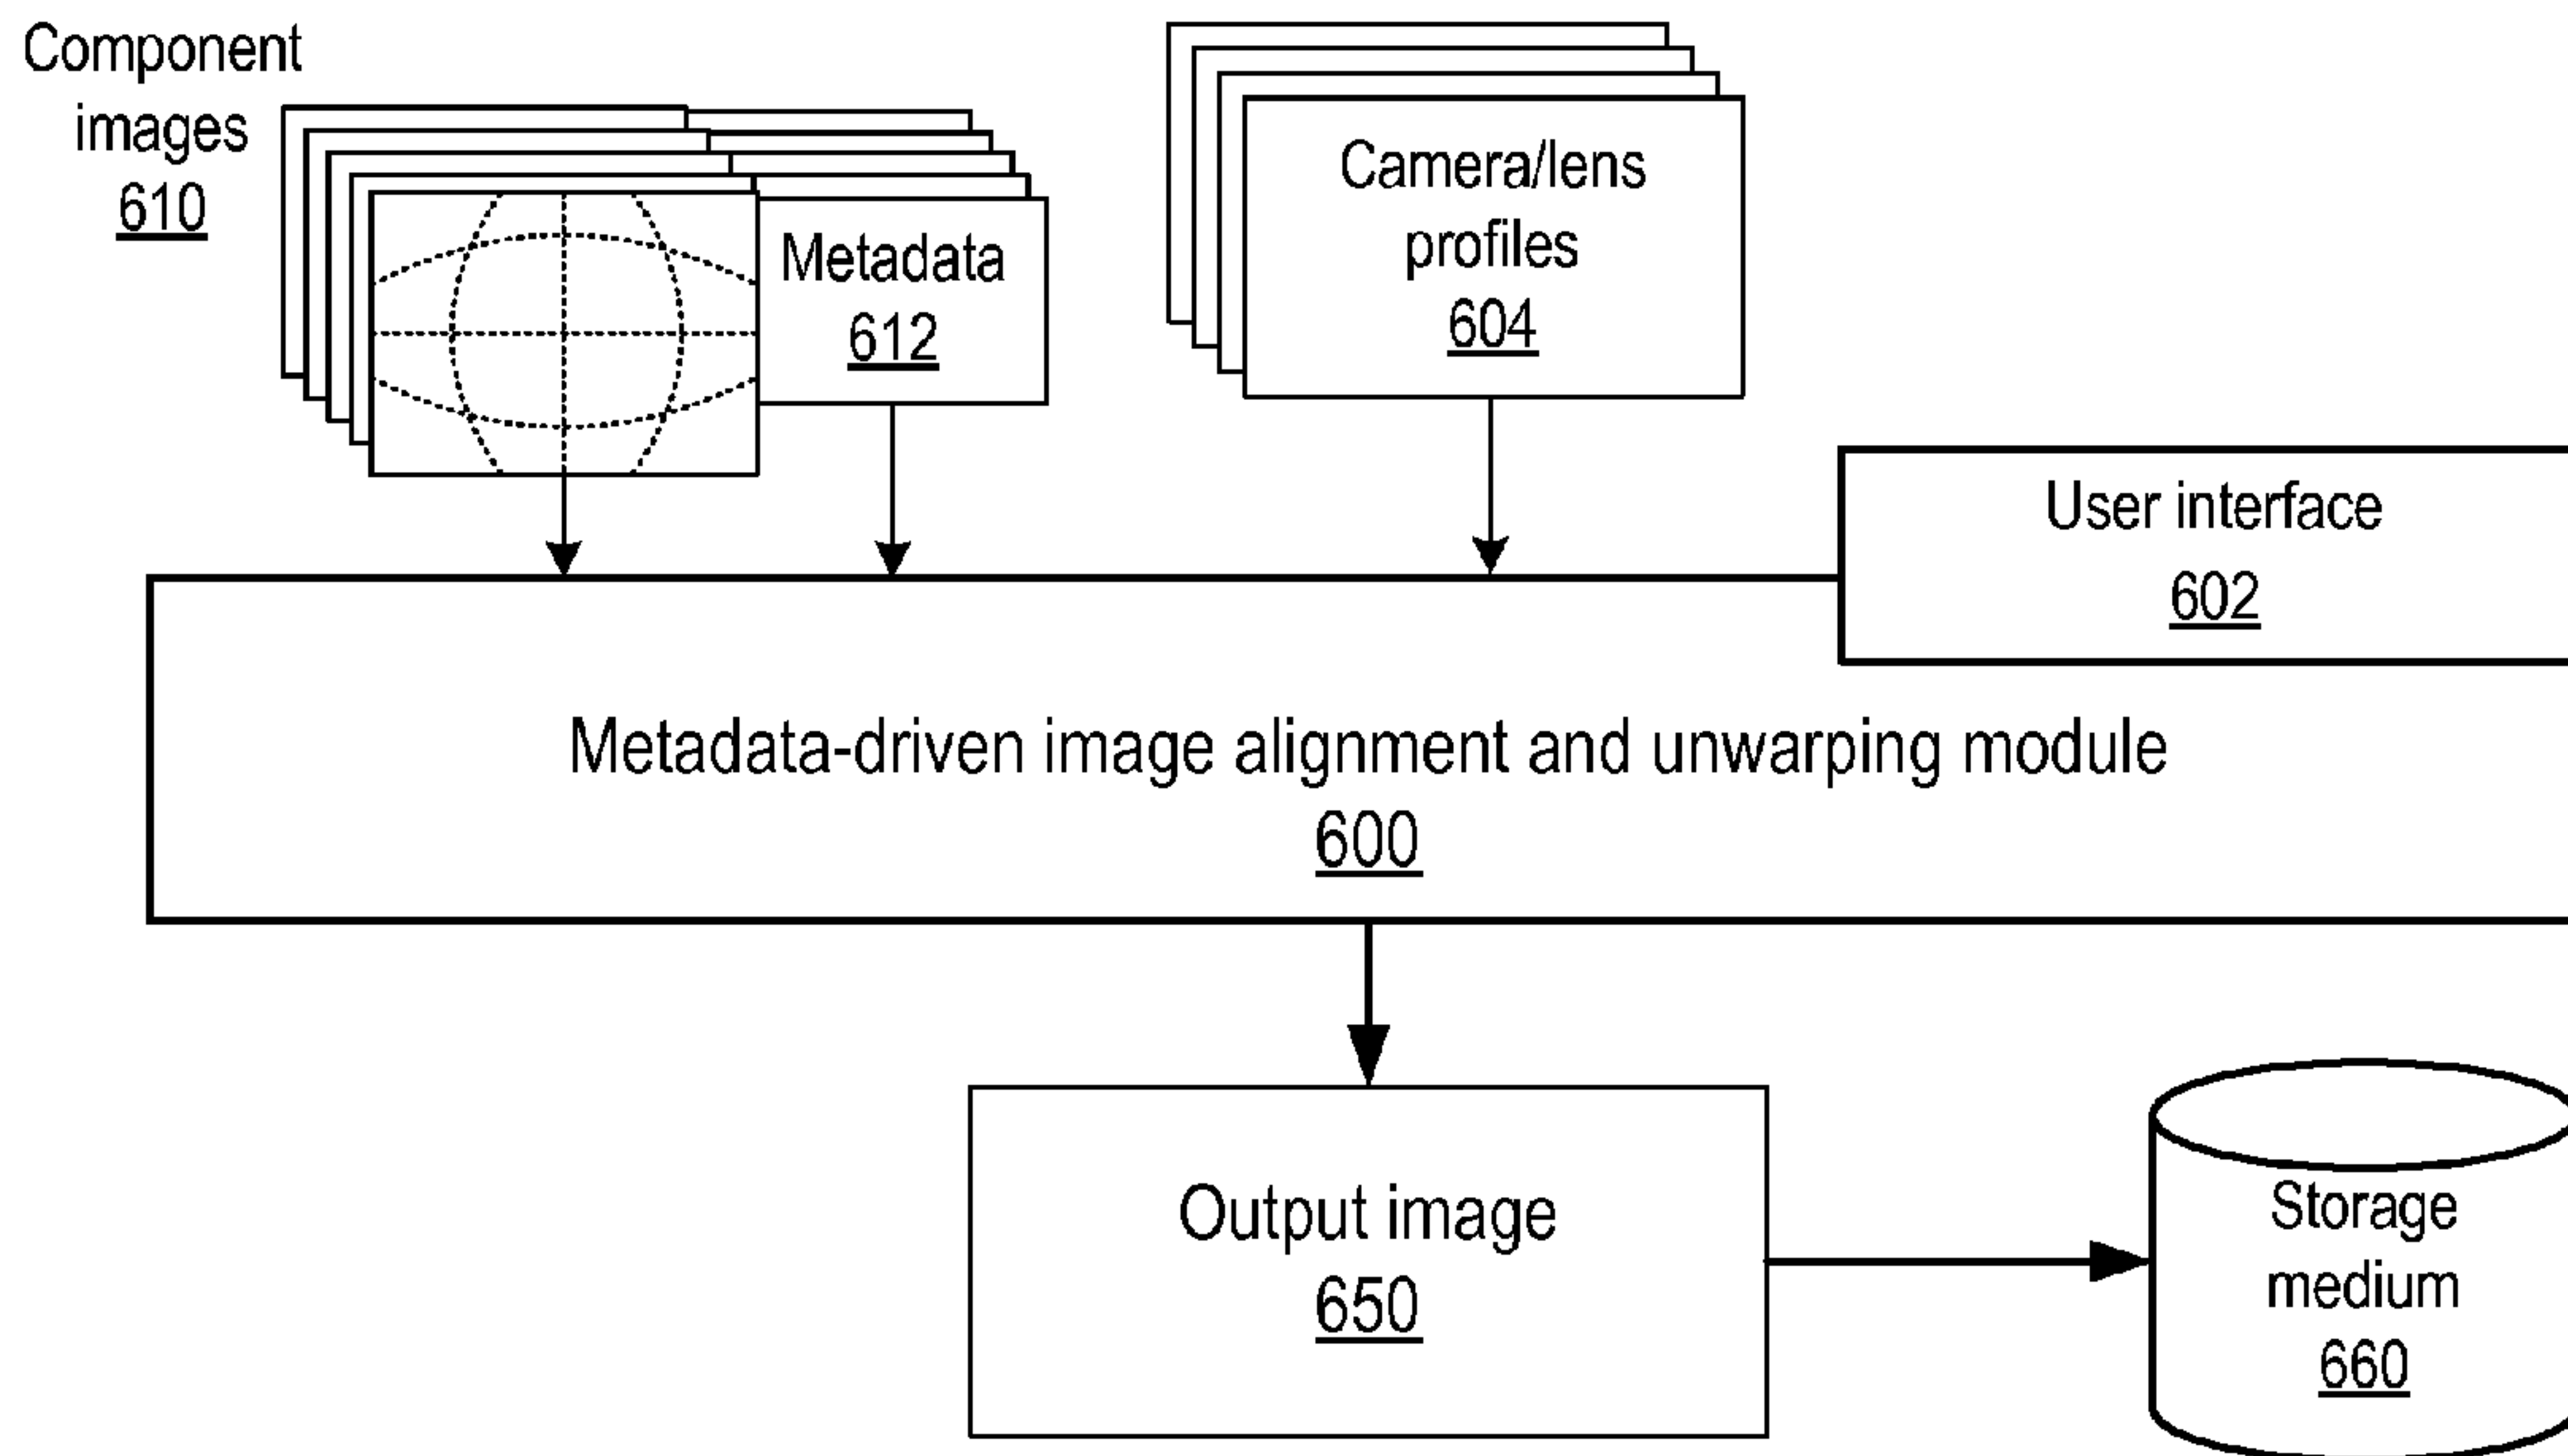 Component
images
610
Metadata
612
Camera/lens
profiles
604
User interface
602
Metadata-driven image alignment and unwarping module
600
Output image
650
Storage
medium
660